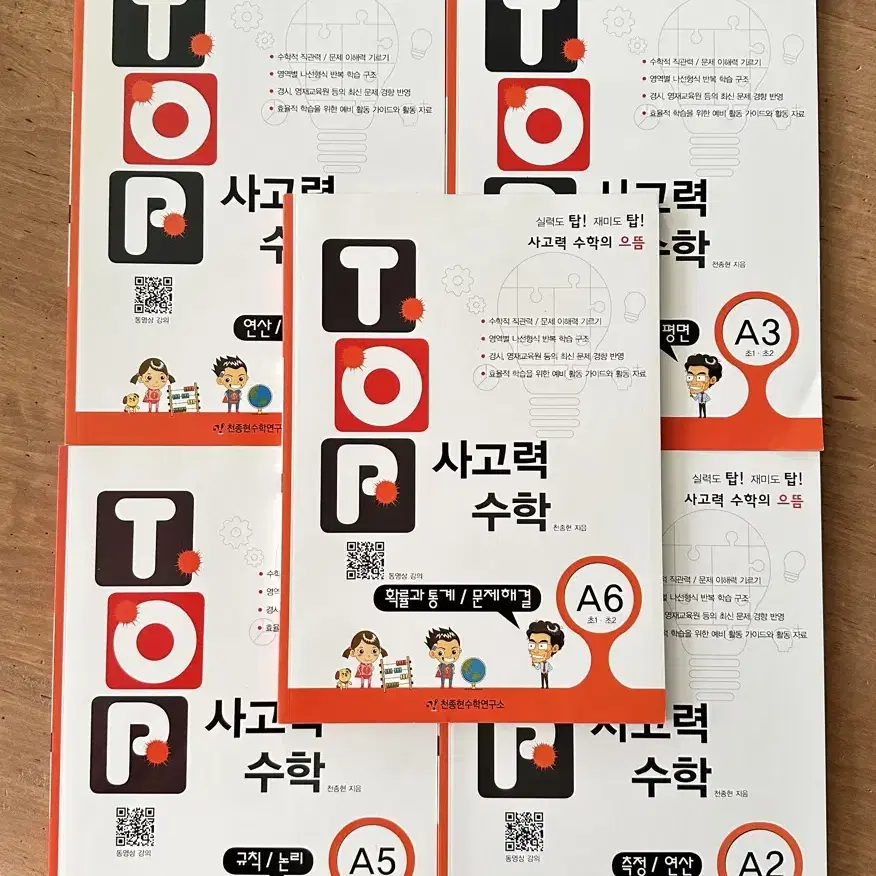 TOP
• 수학적 직관력 / 문제 이해력 기르기
• 영역별 나선형식 반복 학습 구조
• 경시, 영재교육원 등의 최신 문제 경향 반영
• 효율적 학습을 위한 예비 활동 가이드와 활동 자료
사고력
동영상 강의
연산 /
천종현수학연구
• 수학적 직관력 / 문제 이해력 기르기
• 영역별 나선형식 반복 학습 구조
• 경시, 영재교육원 등의 최신 문제 경향 반영
• 효율적 학습을 위한 예비 활동 가이드와 활동 자료
사고력
수학
천종현 지음
평면
A3
초1 · 초2
실력도 탑! 재미도 탑!
사고력 수학의 으뜸
TOP
• 수학적 직관력 / 문제 이해력 기르기
• 영역별 나선형식 반복 학습 구조
• 경시, 영재교육원 등의 최신 문제 경향 반영
• 효율적 학습을 위한 예비 활동 가이드와 활동 자료
사고력
수학
천종현 지음
동영상 강의
확률과 통계 / 문제해결
A6
초1 · 초2
천종현수학연구소
TOP
사고력
수학
천종현 지음
동영상 강의
규칙 / 논리
A5
실력도 탑! 재미도 탑!
사고력 수학의 으뜸
직관력 / 문제 이해력 기르기
나선형식 반복 학습 구조
영재교육원 등의 최신 문제 경향 반영
학습을 위한 예비 활동 가이드와 활동 자료
사고력
수학
천종현 지음
동영상 강의
측정 / 연산
A2